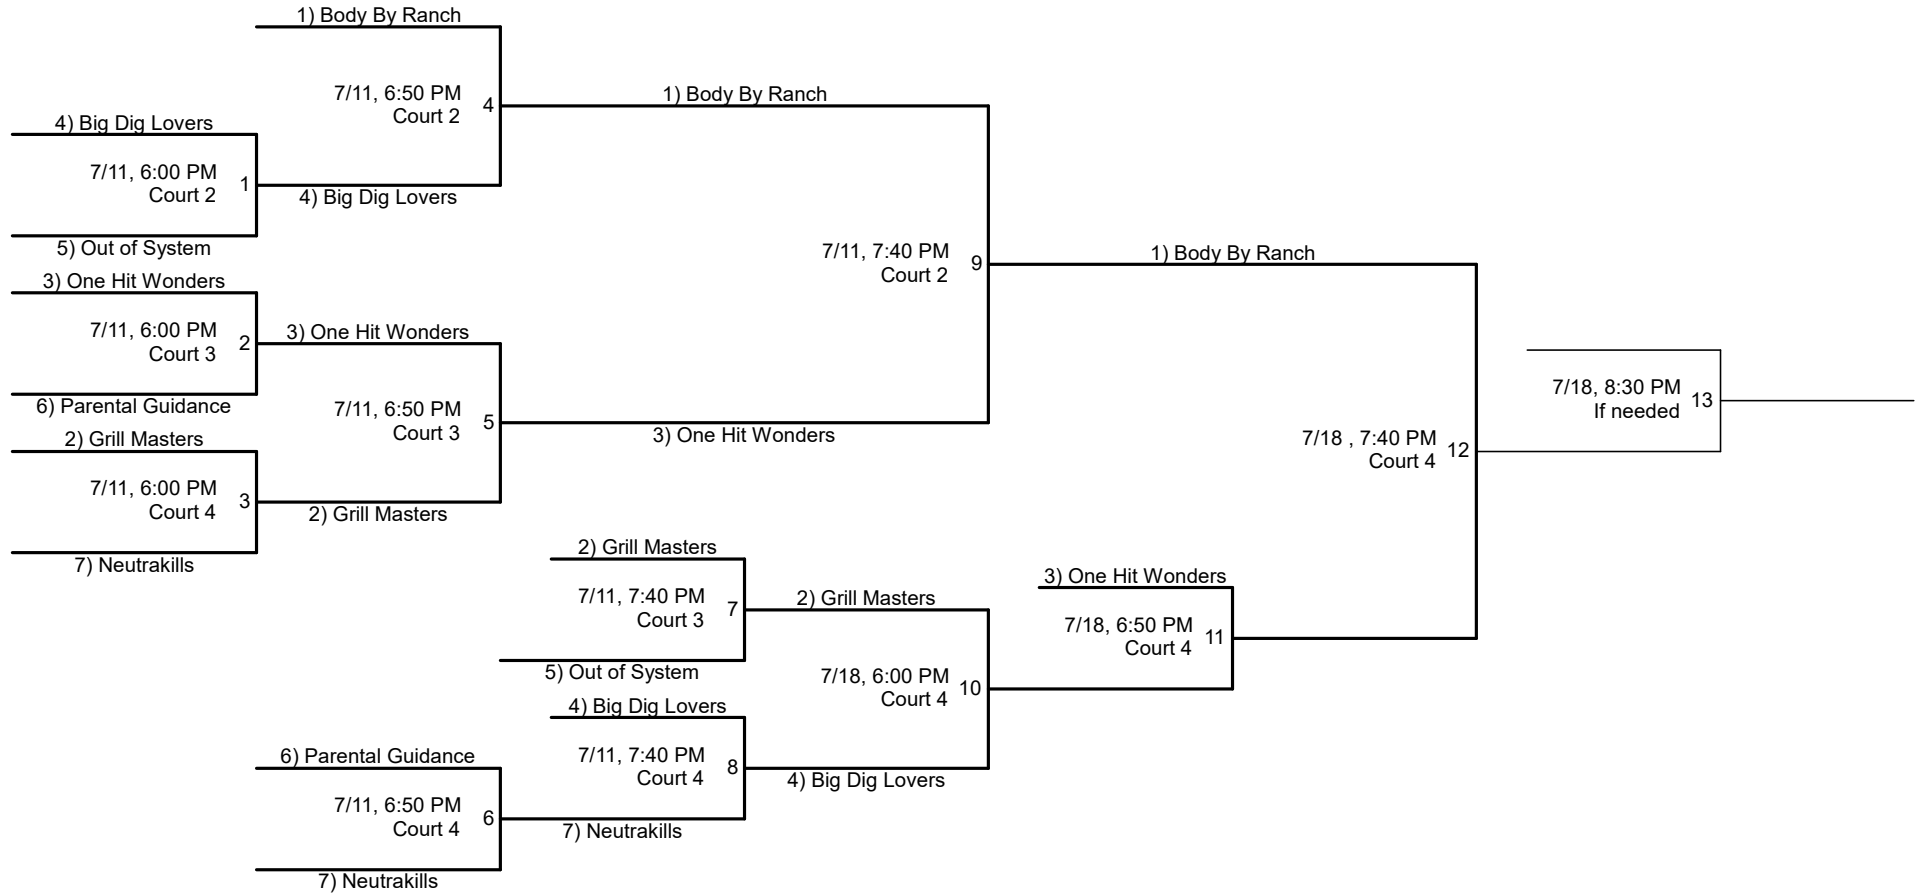 1) Body By Ranch
7/11, 6:50 PM
Court 2
4
1) Body By Ranch
4) Big Dig Lovers
7/11, 6:00 PM
Court 2
1
4) Big Dig Lovers
5) Out of System
7/11, 7:40 PM
Court 2
9
1) Body By Ranch
3) One Hit Wonders
7/11, 6:00 PM
Court 3
2
3) One Hit Wonders
6) Parental Guidance
7/11, 6:50 PM
Court 3
5
3) One Hit Wonders
7/18, 8:30 PM
If needed
13
7/18 , 7:40 PM
Court 4
12
2) Grill Masters
7/11, 6:00 PM
Court 4
3
2) Grill Masters
7) Neutrakills
2) Grill Masters
7/11, 7:40 PM
Court 3
7
2) Grill Masters
5) Out of System
3) One Hit Wonders
7/18, 6:50 PM
Court 4
11
7/18, 6:00 PM
Court 4
10
4) Big Dig Lovers
7/11, 7:40 PM
Court 4
8
4) Big Dig Lovers
6) Parental Guidance
7/11, 6:50 PM
Court 4
6
7) Neutrakills
7) Neutrakills